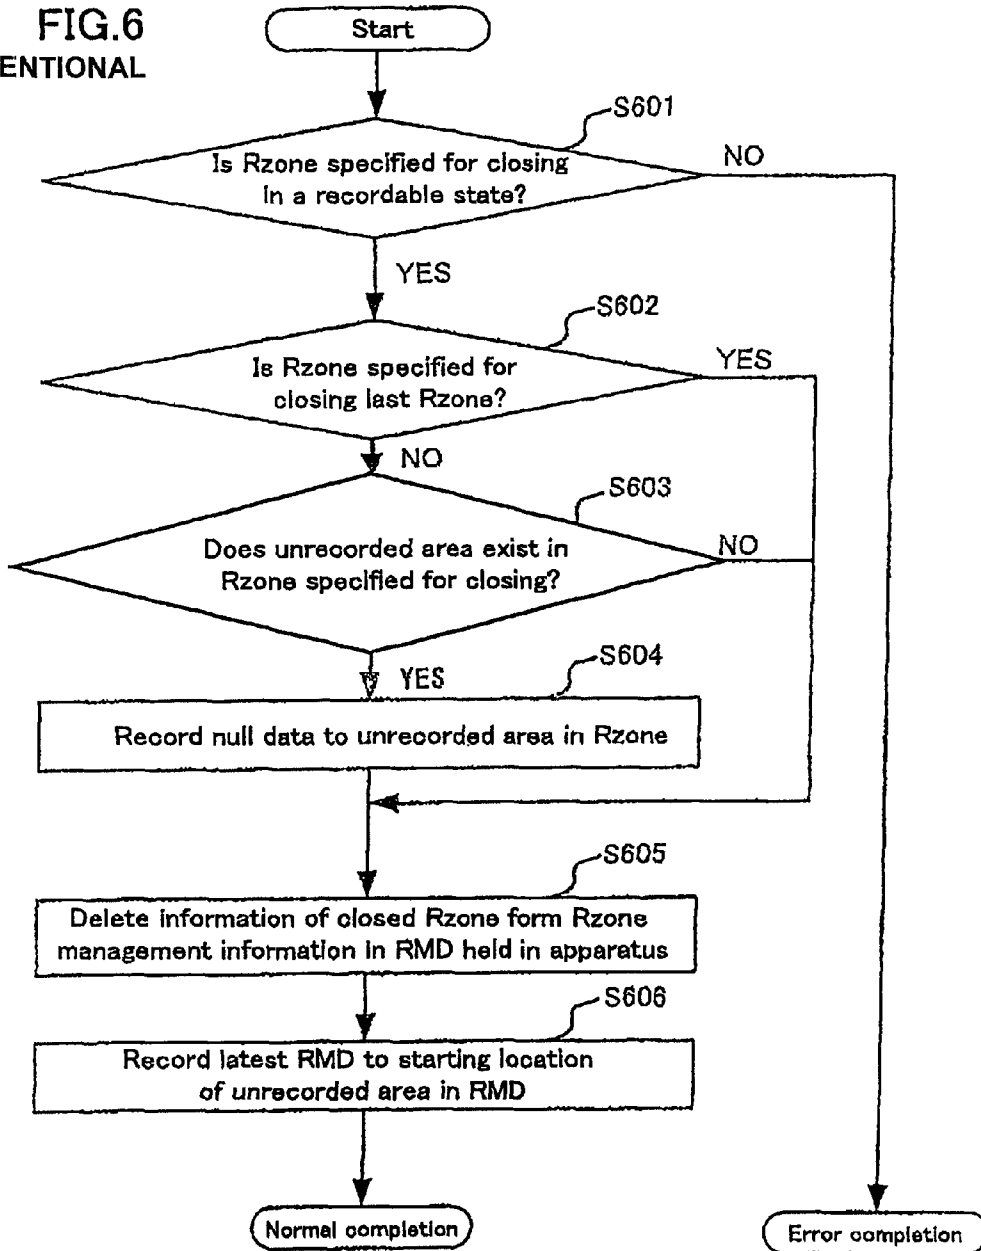 FIG.6
ENTIONAL
Start
S601
Is Rzone specified for closing
in a recordable state?
NO
YES
S602
Is Rzone specified for
closing last Rzone?
YES
NO
S603
Does unrecorded area exist in
Rzone specified for closing?
NO
YES
S604
Record null data to unrecorded area in Rzone
S605
Delete information of closed Rzone form Rzone
management information in RMD held in apparatus
S606
Record latest RMD to starting location
of unrecorded area in RMD
Normal completion
Error completion